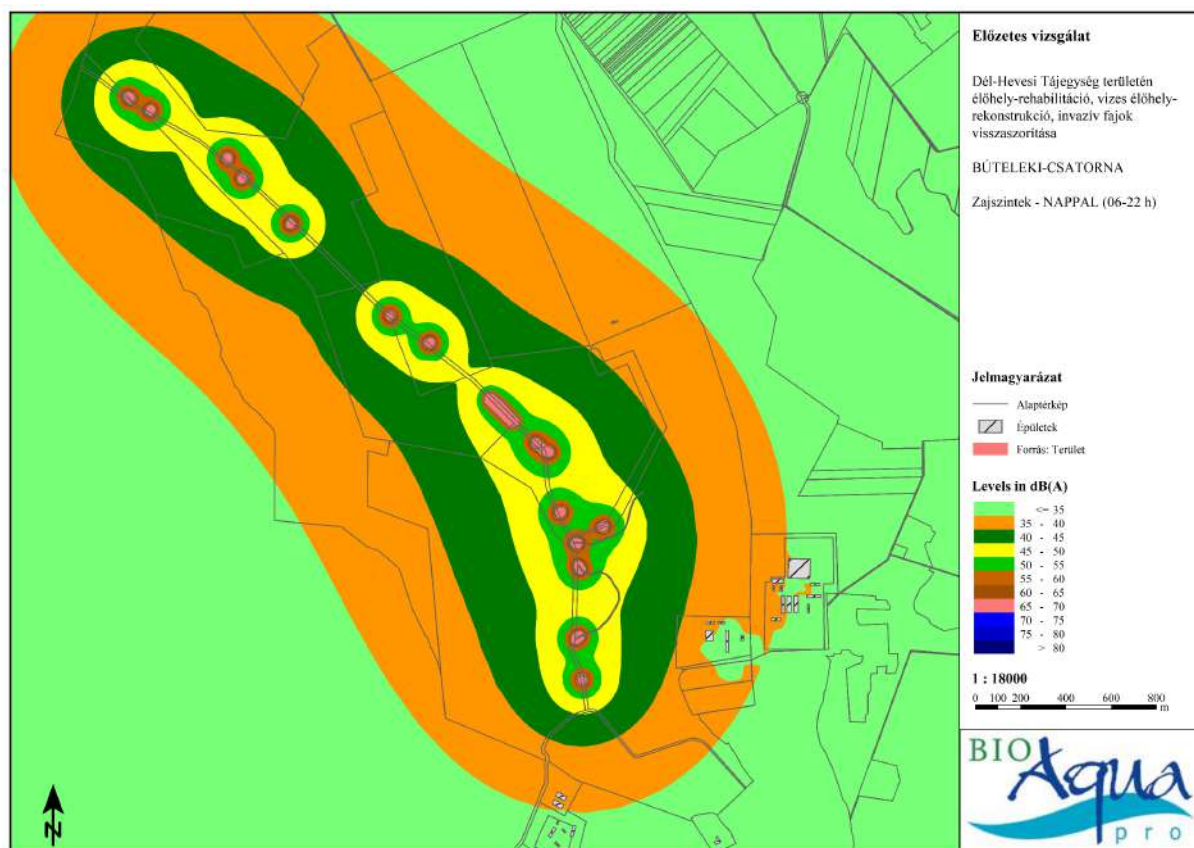 Előzetes vizsgálat
Dél-Hevesi Tájegység területén
élőhely-rehabilitáció, vizes élőhely-
rekonstrukció, invazív fajok
visszaszorítása
BÚTELEKI-CSATORNA
Zajszintek - NAPPAL (06-22 h)
Jelmagyarázat
Alaptérkép
Épületek
Forrás: Terület
Levels in dB(A)
<= 35
35 - 40
40 - 45
45 - 50
50 - 55
55 - 60
60 - 65
65 - 70
70 - 75
75 - 80
> 80
1 : 18000
0 100 200 400 600 800
m
N
BIO
Aqua
pro